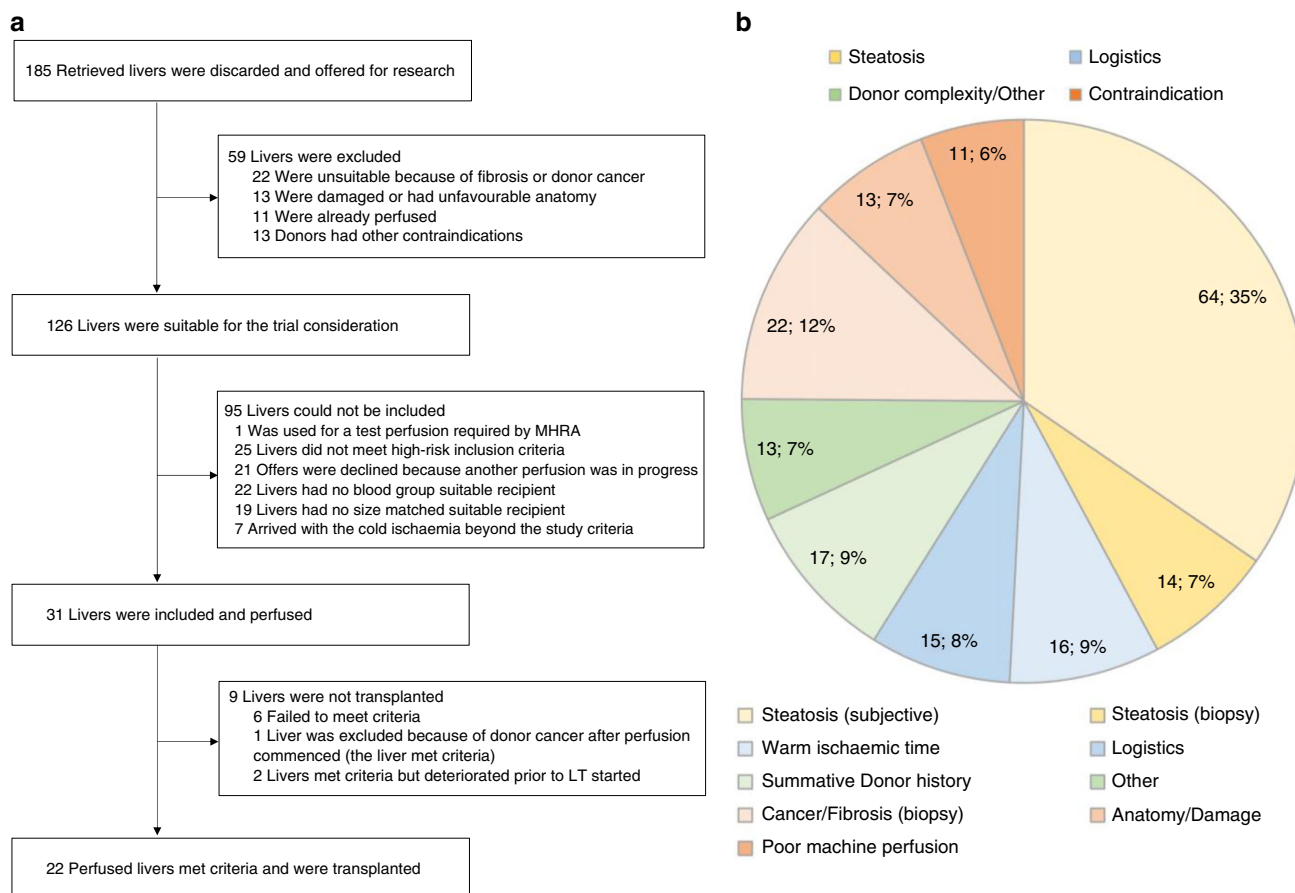 a
185 Retrieved livers were discarded and offered for research
59 Livers were excluded
22 Were unsuitable because of fibrosis or donor cancer
13 Were damaged or had unfavourable anatomy
11 Were already perfused
13 Donors had other contraindications
126 Livers were suitable for the trial consideration
95 Livers could not be included
1 Was used for a test perfusion required by MHRA
25 Livers did not meet high-risk inclusion criteria
21 Offers were declined because another perfusion was in progress
22 Livers had no blood group suitable recipient
19 Livers had no size matched suitable recipient
7 Arrived with the cold ischaemia beyond the study criteria
31 Livers were included and perfused
9 Livers were not transplanted
6 Failed to meet criteria
1 Liver was excluded because of donor cancer after perfusion
commenced (the liver met criteria)
2 Livers met criteria but deteriorated prior to LT started
22 Perfused livers met criteria and were transplanted
b
Steatosis
Logistics
Donor complexity/Other
Contraindication
11; 6%
13; 7%
64; 35%
22; 12%
13; 7%
14; 7%
17; 9%
15; 8%
16; 9%
Steatosis (subjective)
Steatosis (biopsy)
Warm ischaemic time
Logistics
Summative Donor history
Other
Cancer/Fibrosis (biopsy)
Anatomy/Damage
Poor machine perfusion